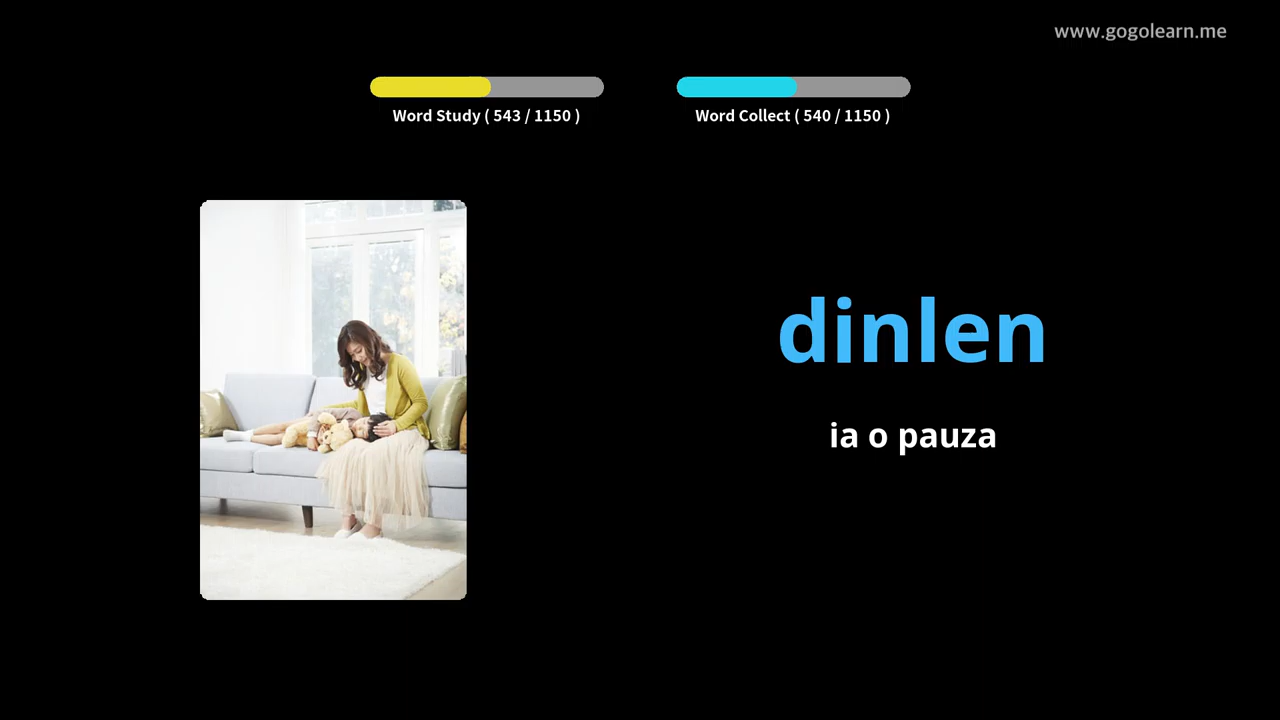 www.gogolearn.me
Word Study ( 543 / 1150 )
Word Collect ( 540 / 1150 )
dinlen
ia o pauza